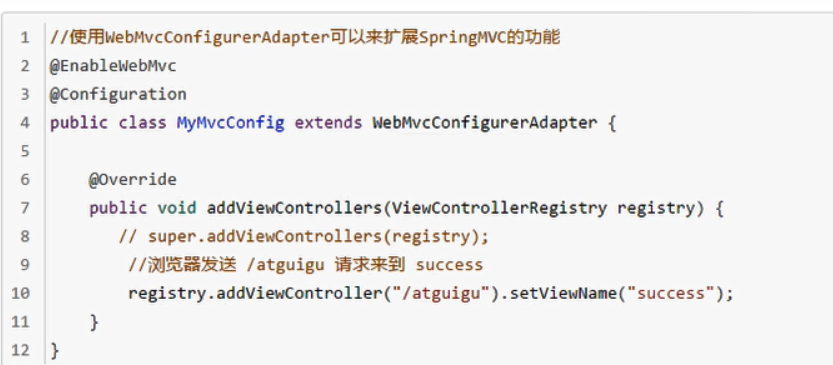 1 //使用WebMvcConfigurerAdapter可以来扩展SpringMVC的功能
2 @EnableWebMvc
3 @Configuration
4 public class MyMvcConfig extends WebMvcConfigurerAdapter {
5
6 @Override
7 public void addViewControllers(ViewControllerRegistry registry) {
8 // super.addViewControllers(registry);
9 //浏览器发送 /atguigu 请求来到 success
10 registry.addViewController("/atguigu").setViewName("success");
11 }
12 }